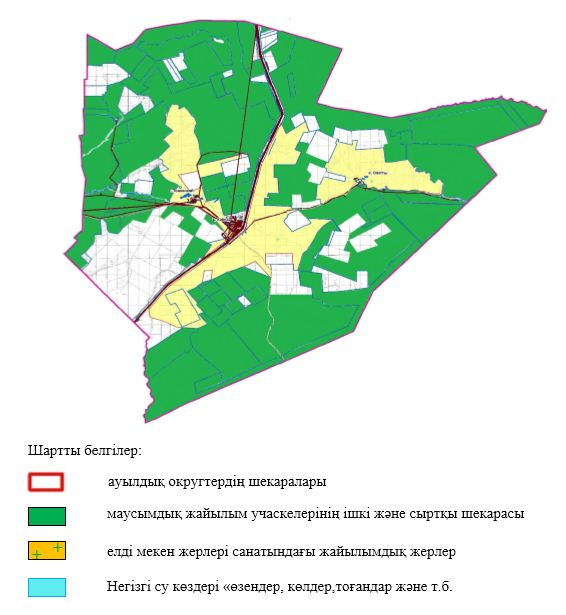 Шартты белгілер:
ауылдық округтердің шекаралары
маусымдық жайылым учаскелерінің ішкі және сыртқы шекарасы
елді мекен жерлері санатындағы жайылымдық жерлер
Негізгі су көздері «өзендер, көлдер,тоғандар және т.б.